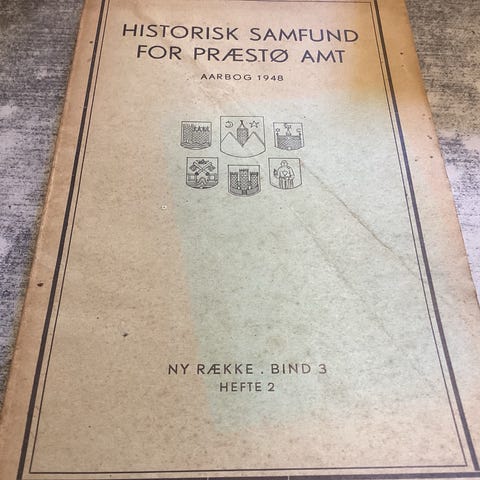 HISTORISK SAMFUND
FOR PRÆSTØ AMT
AARBOG 1948
NY RÆKKE . BIND 3
HEFTE 2